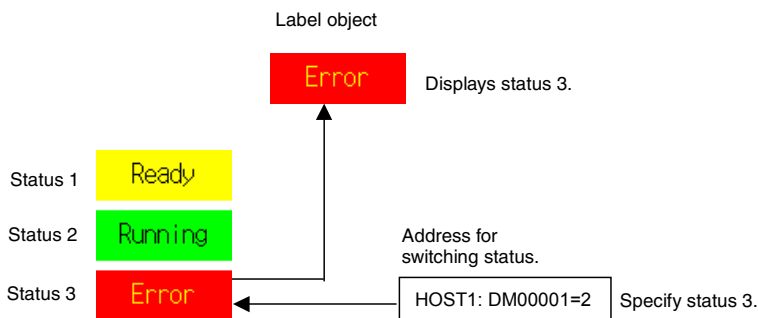 Label object
Error
Displays status 3.
Status 1
Ready
Status 2
Running
Address for
switching status.
Status 3
Error
HOST1: DM00001=2
Specify status 3.